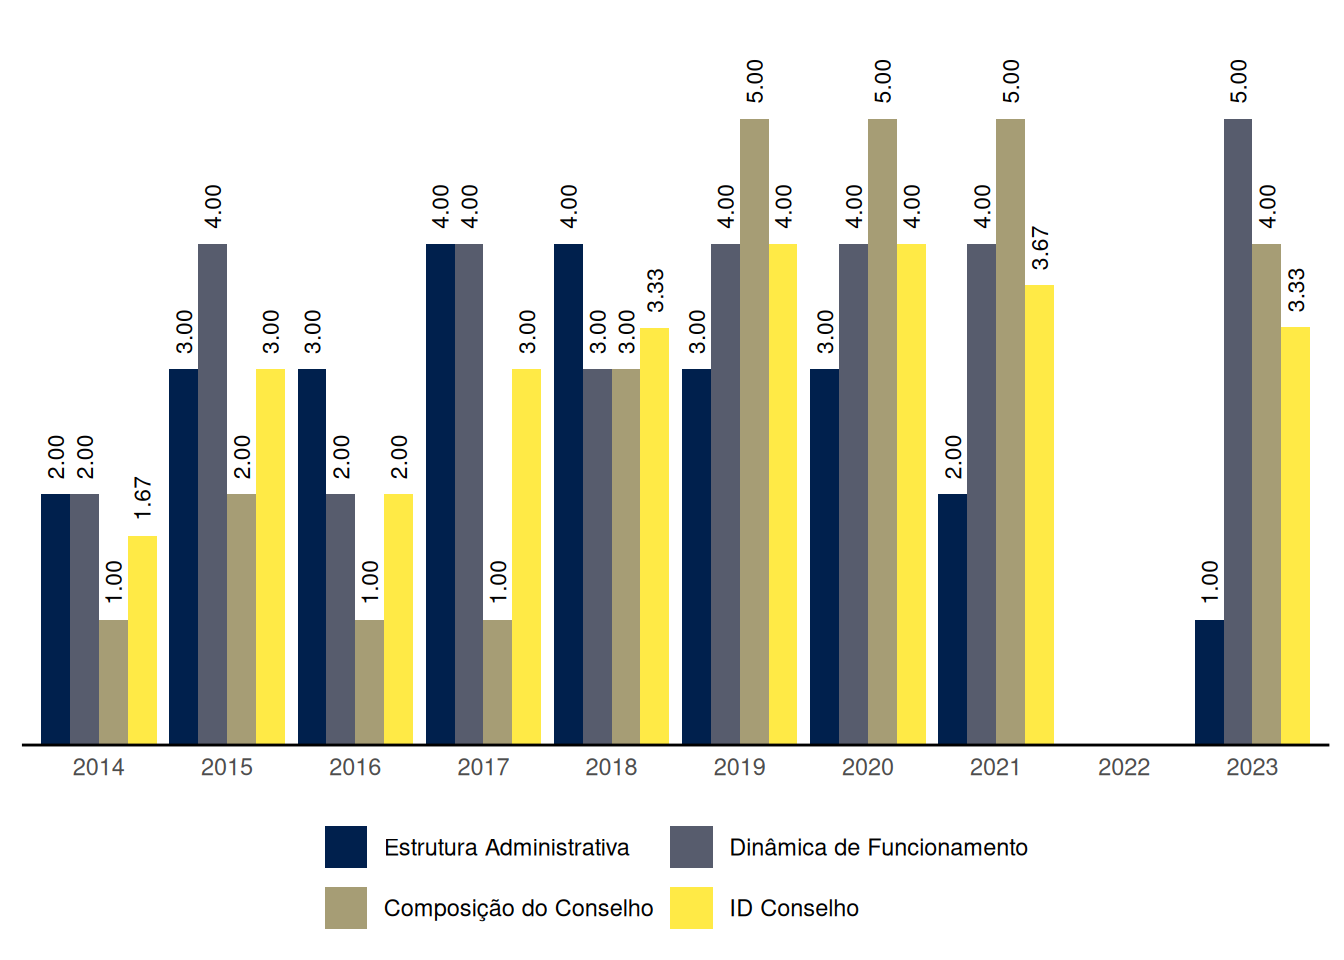 5.00 5.00 5.00 5.00
4.00 4.00 4.00 4.00 4.00 4.00 4.00 4.00 4.00 4.00
3.67
3.00 3.00 3.00 3.00 3.00 3.00 3.33 3.00 3.00 3.33
2.00 2.00 2.00 2.00 2.00 2.00
1.67
1.00 1.00 1.00 1.00
2014 2015 2016 2017 2018 2019 2020 2021 2022 2023
Estrutura Administrativa Dinâmica de Funcionamento
Composição do Conselho ID Conselho